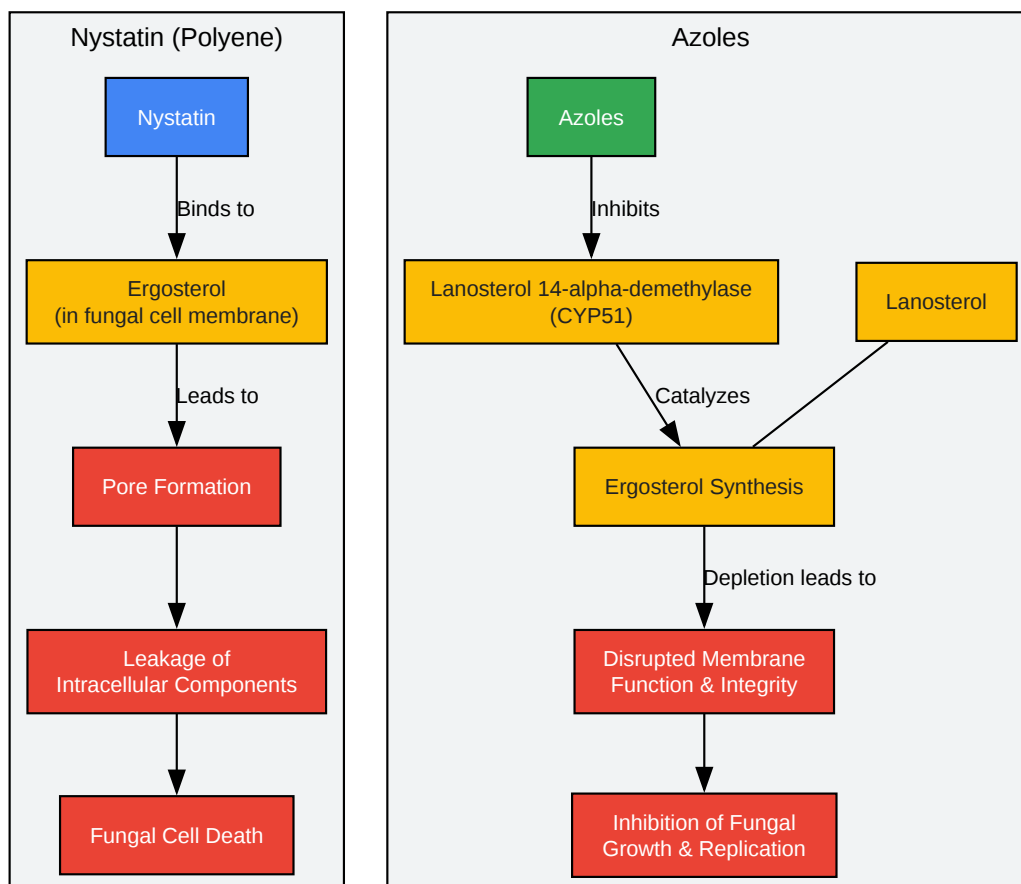 Nystatin (Polyene)
Nystatin
Binds to
Ergosterol
(in fungal cell membrane)
Leads to
Pore Formation
Leakage of
Intracellular Components
Fungal Cell Death
Azoles
Azoles
Inhibits
Lanosterol 14-alpha-demethylase
(CYP51)
Lanosterol
Catalyzes
Ergosterol Synthesis
Depletion leads to
Disrupted Membrane
Function & Integrity
Inhibition of Fungal
Growth & Replication